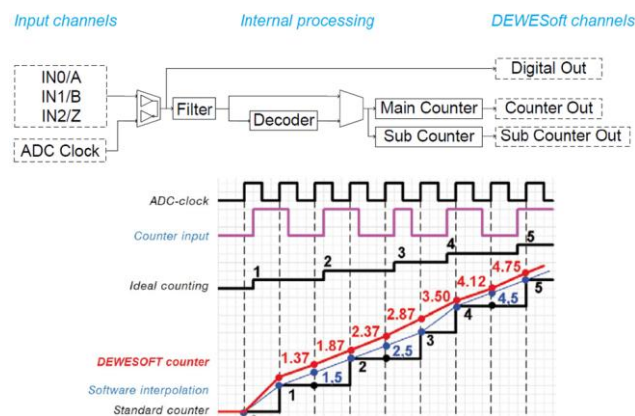 Input channels Internal processing DEWESoft channels
IN0/A
IN1/B
IN2/Z
ADC Clock
Filter
Decoder
Main Counter
Sub Counter
Digital Out
Counter Out
Sub Counter Out
ADC-clock
Counter input
Ideal counting
1 2 3 4 5
DEWESOFT counter
1.37 1.87 2.37 2.87 3.50 4.12 4.75
Software interpolation
1.5 2,5 4,5
Standard counter
1 2 3 4 5